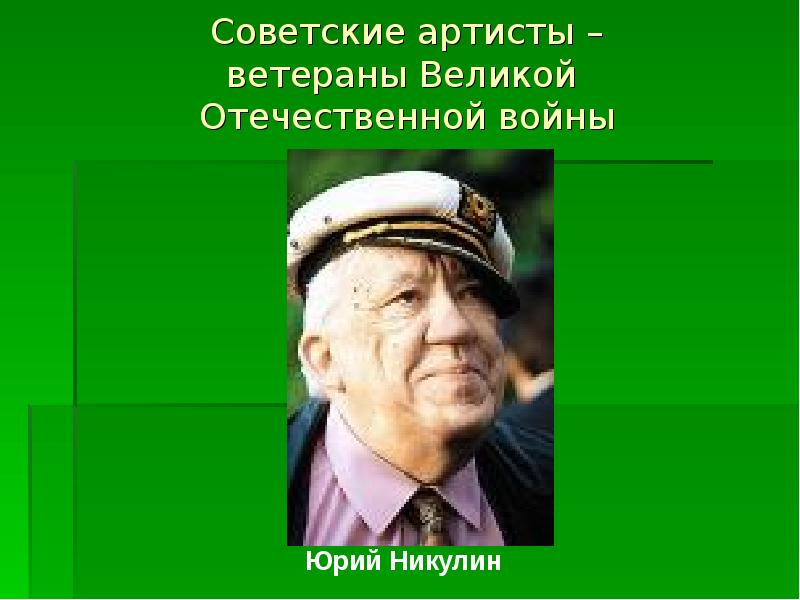 Советские артисты –
ветераны Великой
Отечественной войны
Юрий Никулин